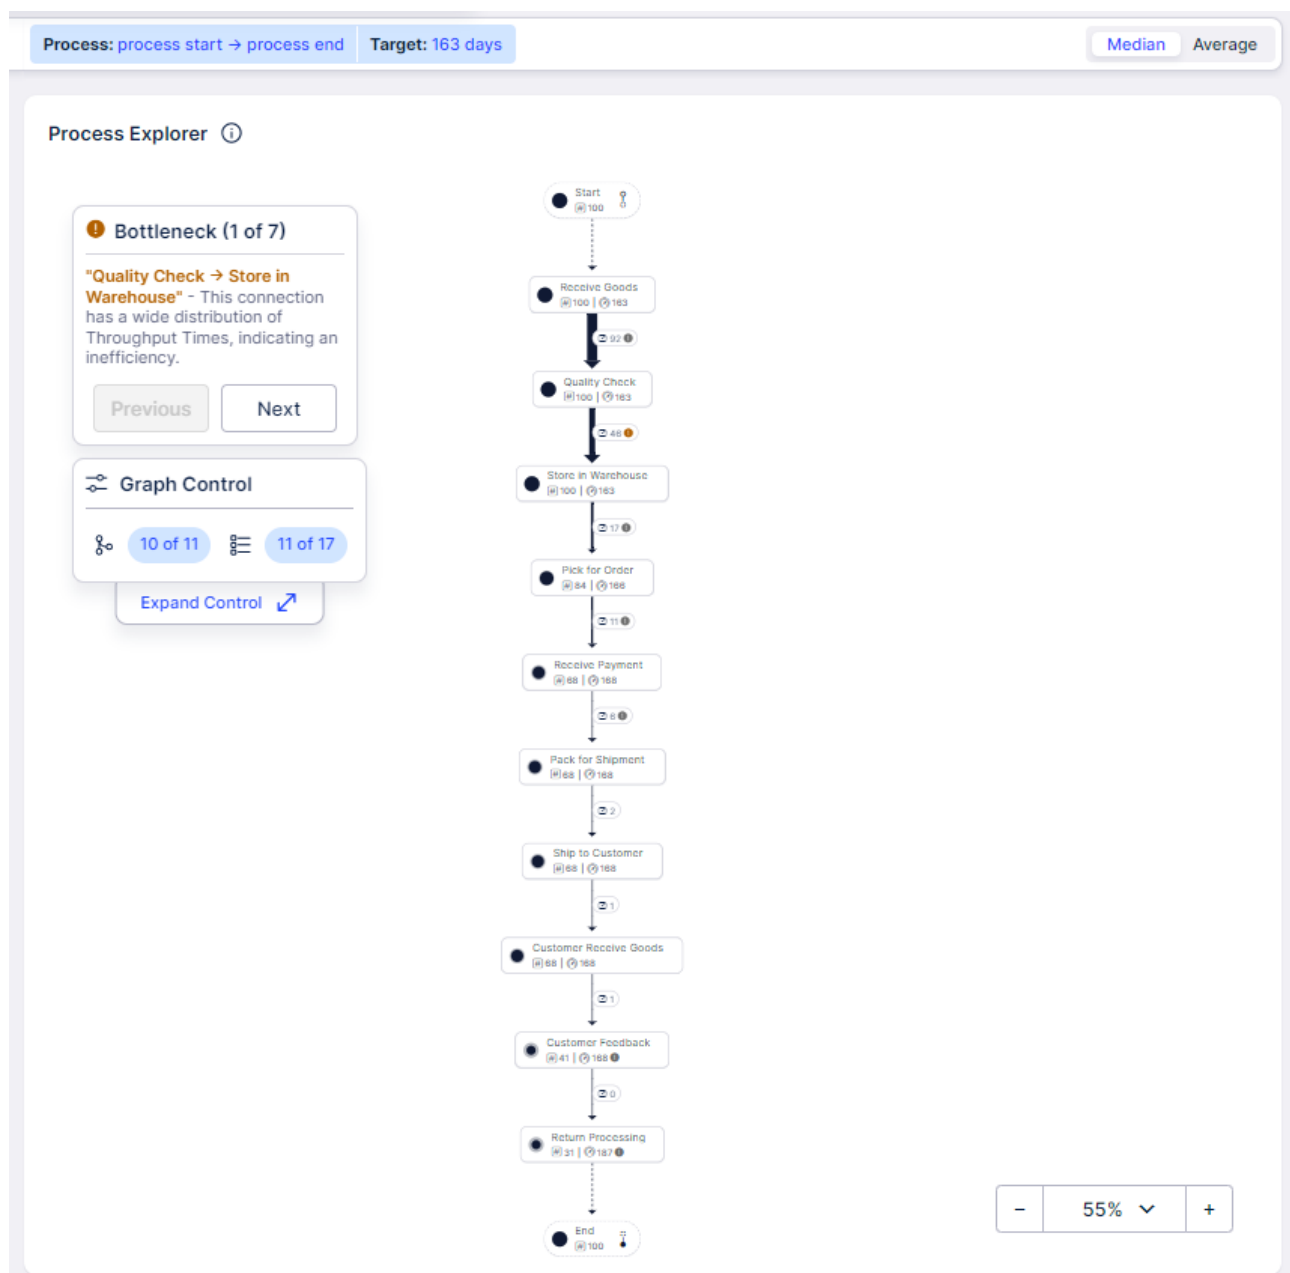 Process: process start → process end Target: 163 days Median Average
Process Explorer
Bottleneck (1 of 7)
"Quality Check → Store in
Warehouse" - This connection
has a wide distribution of
Throughput Times, indicating an
inefficiency.
Previous Next
Graph Control
10 of 11 11 of 17
Expand Control
Start
100
Receive Goods
100 | 163
92
Quality Check
100 | 163
46
Store in Warehouse
100 | 163
17
Pick for Order
84 | 166
11
Receive Payment
68 | 168
6
Pack for Shipment
68 | 168
2
Ship to Customer
68 | 168
1
Customer Receive Goods
68 | 168
1
Customer Feedback
41 | 168
0
Return Processing
31 | 187
End
100
- 55% +